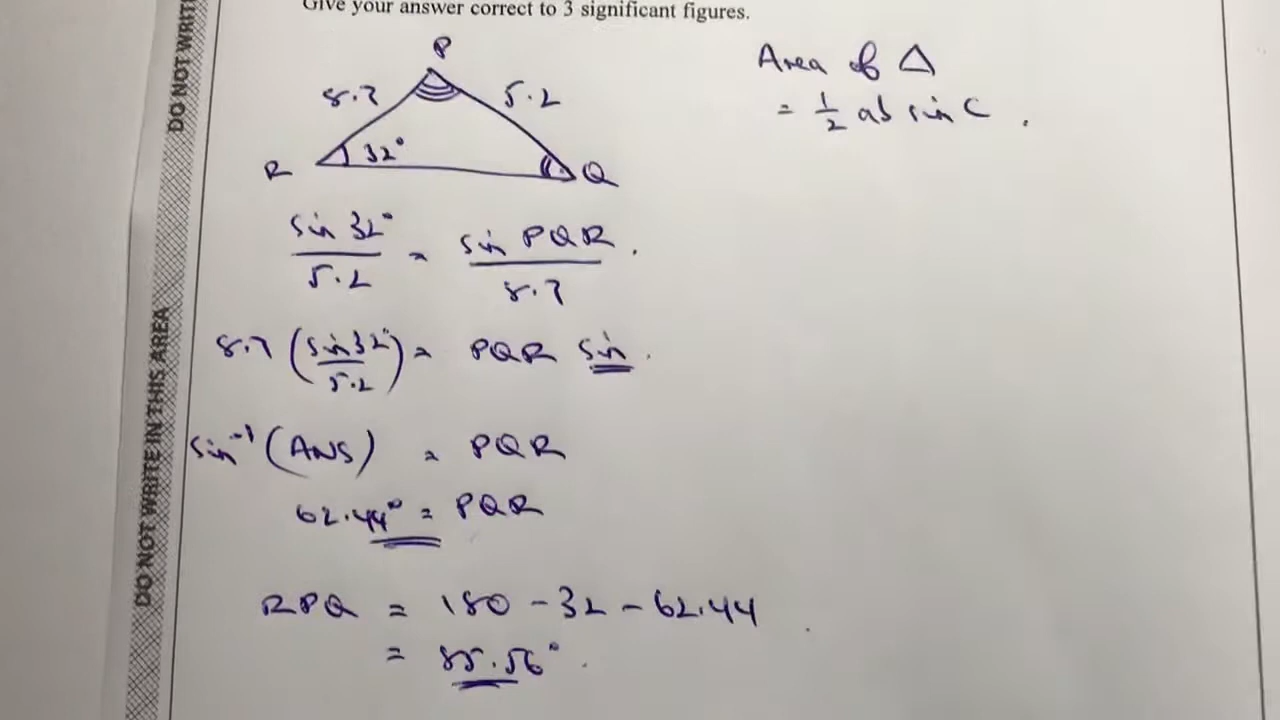 Give your answer correct to 3 significant figures.
DO NOT WRITE
P
8.7
5.2
R
32°
Q
Area of △
= 1/2 ab sin C.
sin 32° / 5.2 = sin PQR / 8.7.
8.7 (sin 32° / 5.2) = PQR sin.
sin⁻¹ (ANS) = PQR
62.44° = PQR
RPQ = 180 - 32 - 62.44
= 85.56°.
DO NOT WRITE IN THIS AREA